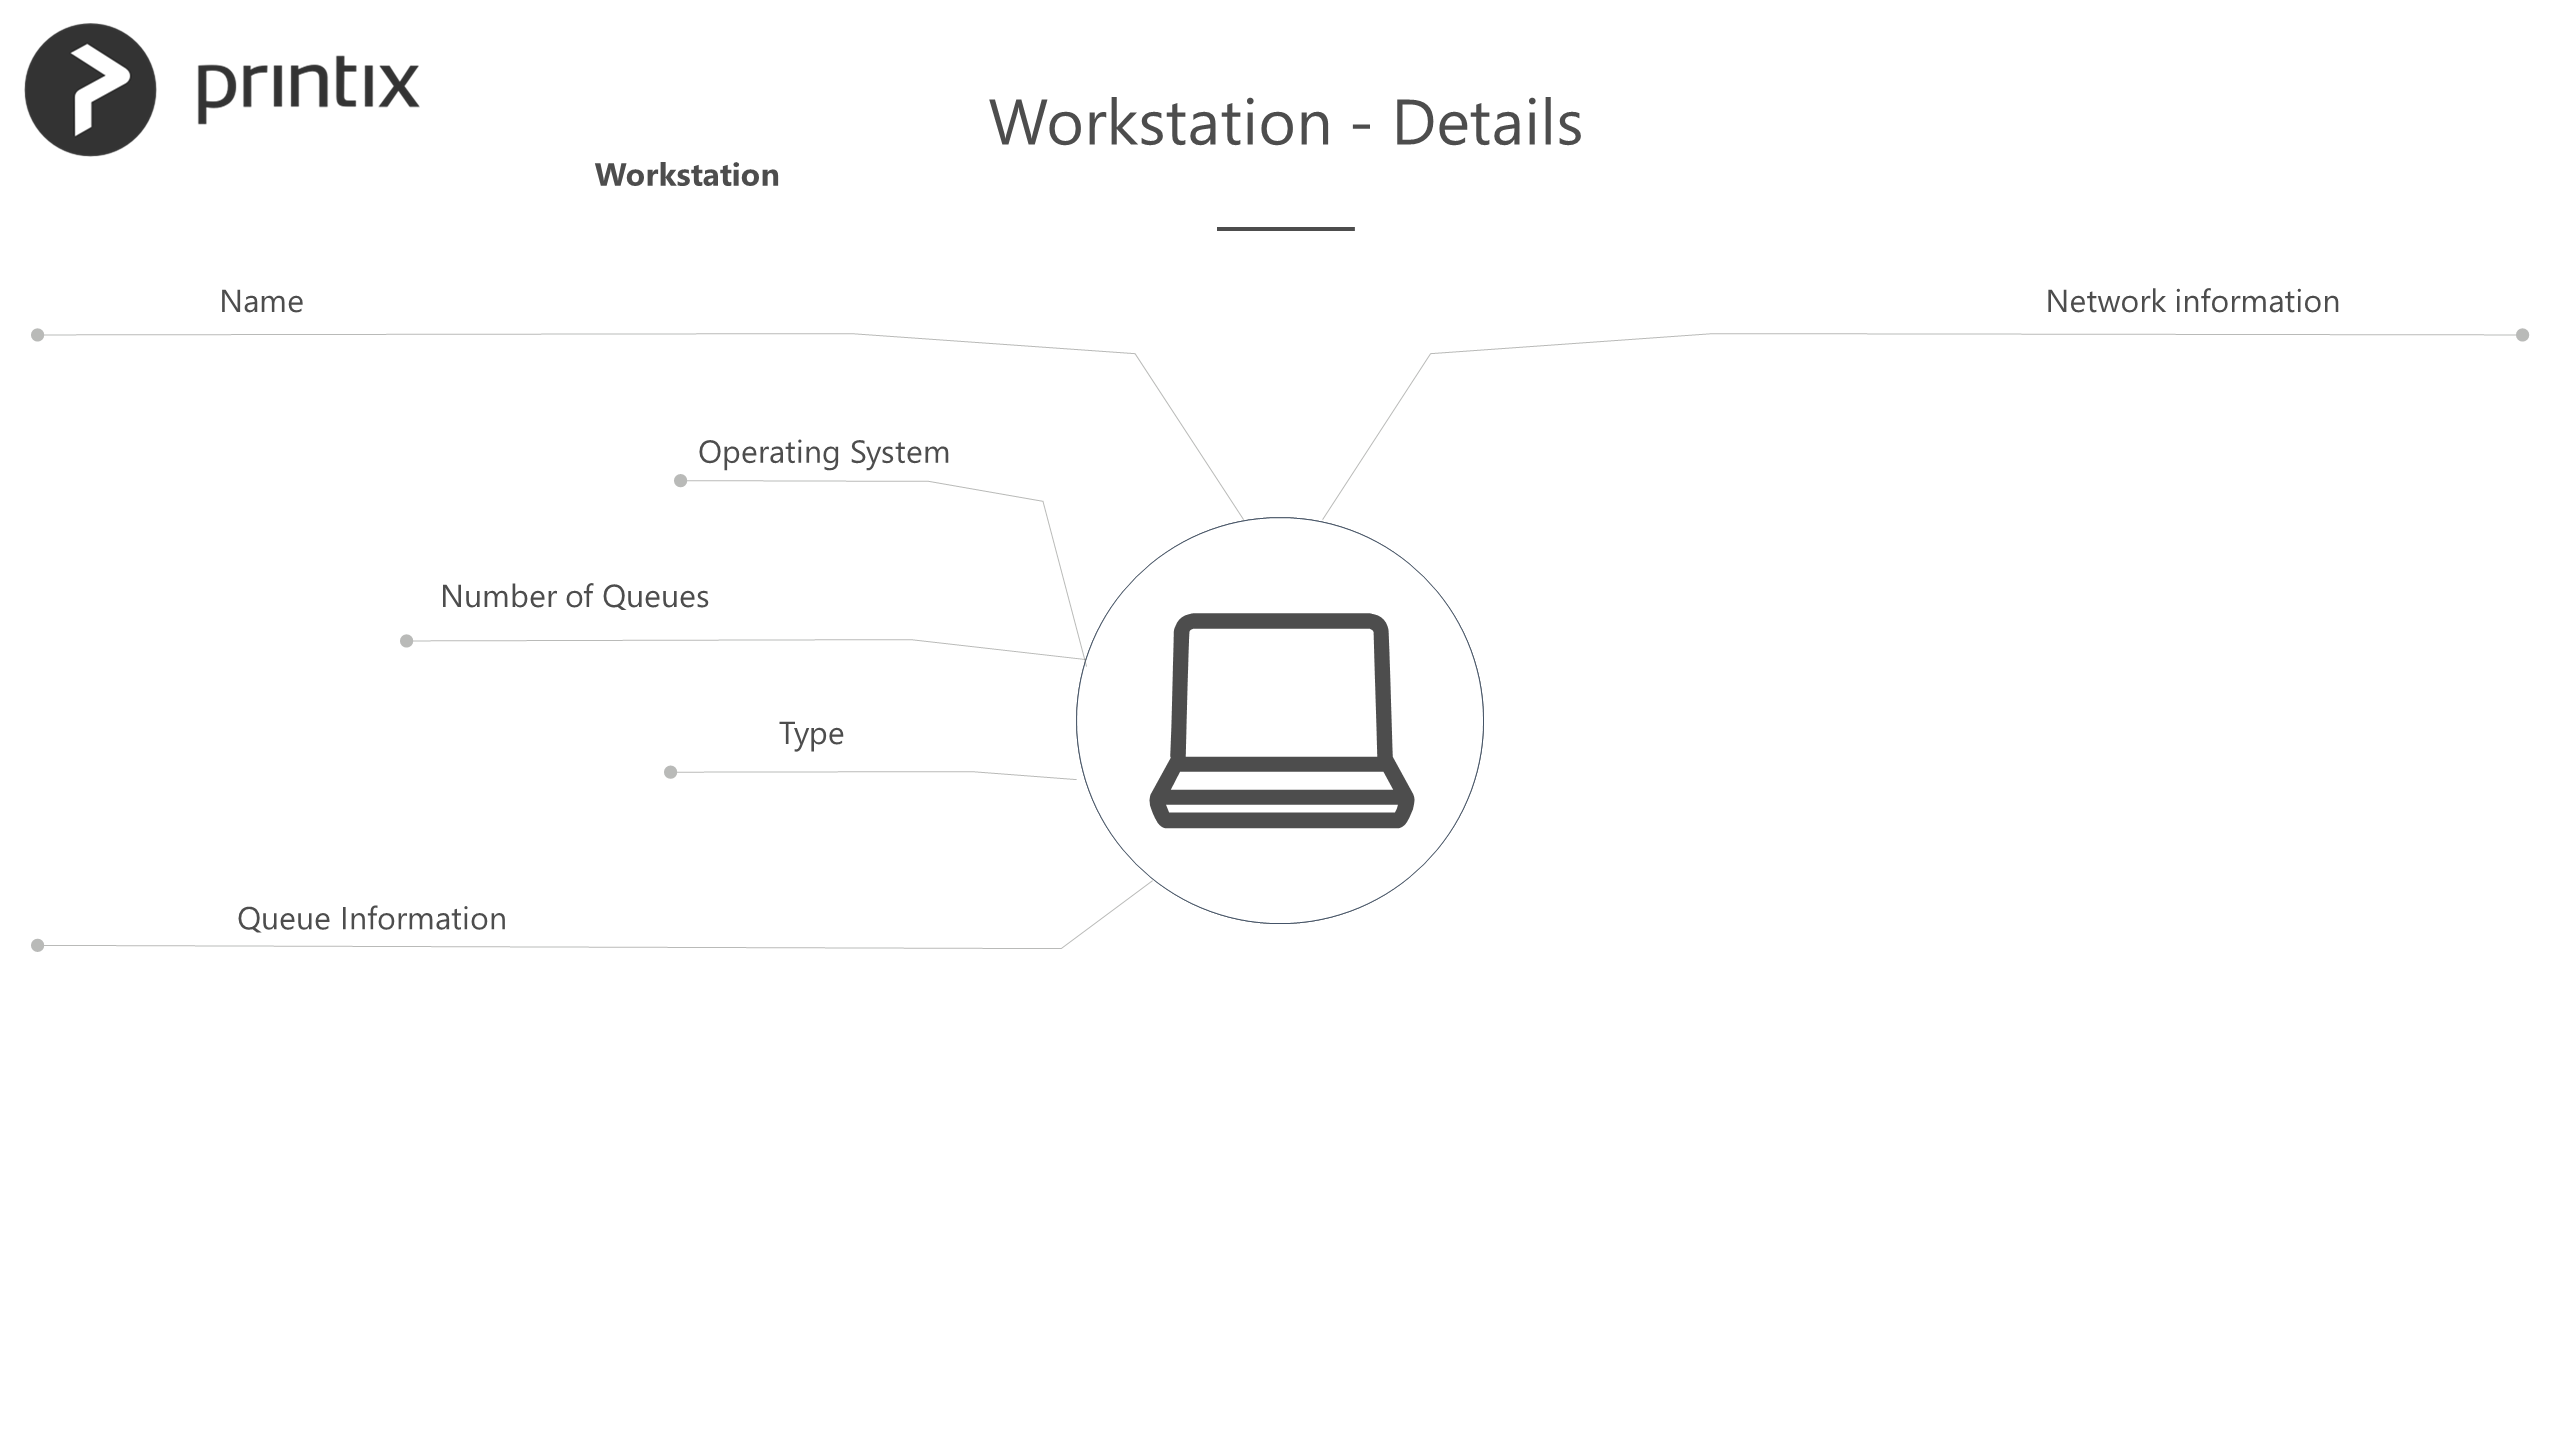 printix
Workstation - Details
Workstation
Name
Network information
Operating System
Number of Queues
Type
Queue Information